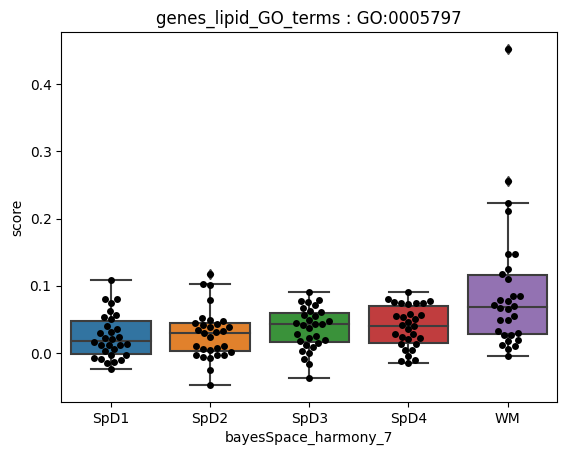 genes_lipid_GO_terms : GO:0005797
score
0.4
0.3
0.2
0.1
0.0
SpD1 SpD2 SpD3 SpD4 WM
bayesSpace_harmony_7